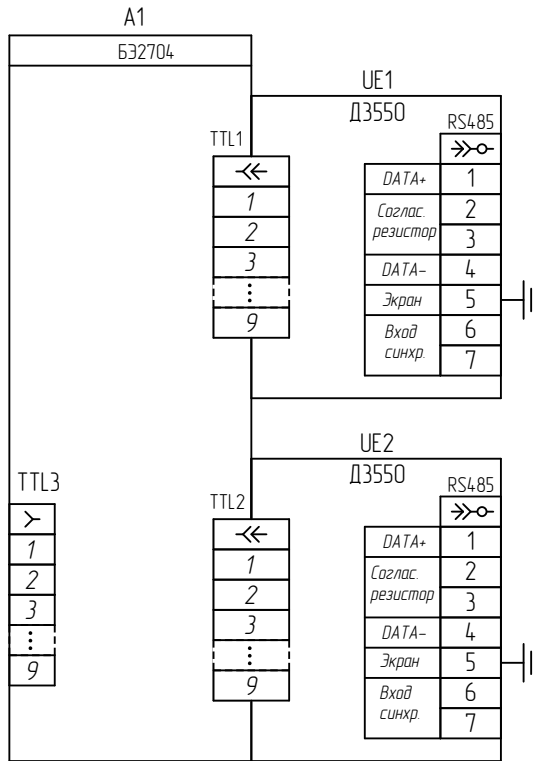 A1
БЭ2704
UE1
Д3550
RS485
TTL1
1
2
3
⋮
9
DATA+ 1
Соглас. 2
резистор 3
DATA- 4
Экран 5
Вход 6
синхр. 7
UE2
Д3550
RS485
TTL3
1
2
3
⋮
9
TTL2
1
2
3
⋮
9
DATA+ 1
Соглас. 2
резистор 3
DATA- 4
Экран 5
Вход 6
синхр. 7